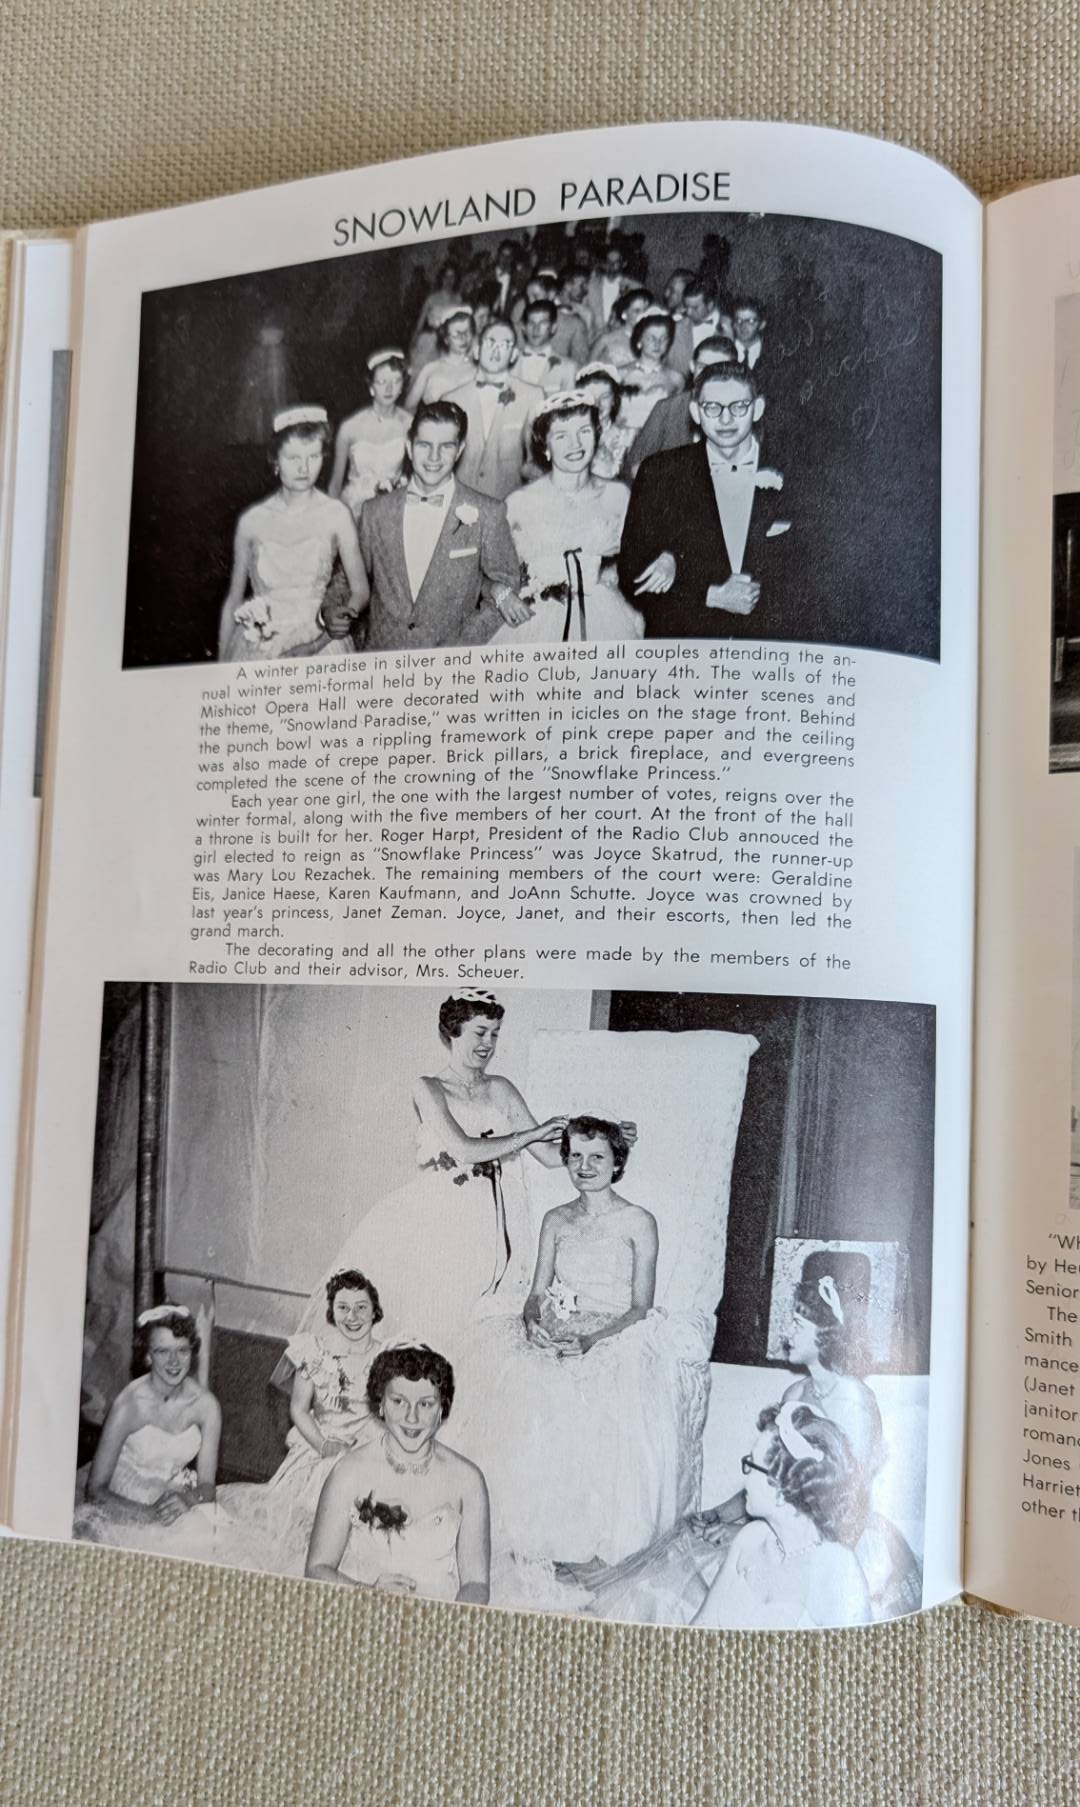 SNOWLAND PARADISE
A winter paradise in silver and white awaited all couples attending the an-
nual winter semi-formal held by the Radio Club, January 4th. The walls of the
Mishicot Opera Hall were decorated with white and black winter scenes and
the theme, "Snowland Paradise," was written in icicles on the stage front. Behind
the punch bowl was a rippling framework of pink crepe paper and the ceiling
was also made of crepe paper. Brick pillars, a brick fireplace, and evergreens
completed the scene of the crowning of the "Snowflake Princess."
Each year one girl, the one with the largest number of votes, reigns over the
winter formal, along with the five members of her court. At the front of the hall
a throne is built for her. Roger Harpt, President of the Radio Club annouced the
girl elected to reign as "Snowflake Princess" was Joyce Skatrud, the runner-up
was Mary Lou Rezachek. The remaining members of the court were: Geraldine
Eis, Janice Haese, Karen Kaufmann, and JoAnn Schutte. Joyce was crowned by
last year's princess, Janet Zeman. Joyce, Janet, and their escorts, then led the
grand march.
The decorating and all the other plans were made by the members of the
Radio Club and their advisor, Mrs. Scheuer.
by
Senior
The
Smith
mance
(Janet
janitor
Jones
Harriet
other